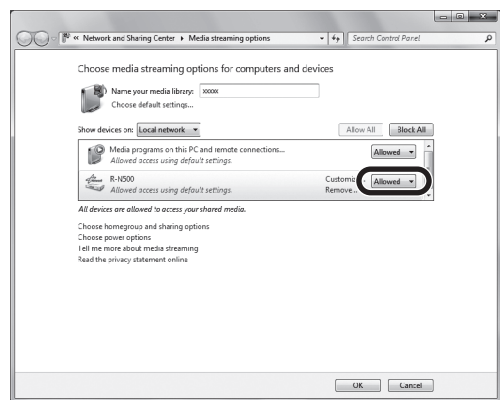 « Network and Sharing Center ▸ Media streaming options
Search Control Panel
Choose media streaming options for computers and devices
Name your media library: xxxxx
Choose default settings...
Show devices on: Local network
Allow All
Block All
Media programs on this PC and remote connections...
Allowed access using default settings.
Allowed
R-N500
Allowed access using default settings.
Remove...
Allowed
All devices are allowed to access your shared media.
Choose homegroup and sharing options
Choose power options
Tell me more about media streaming
Read the privacy statement online
OK
Cancel